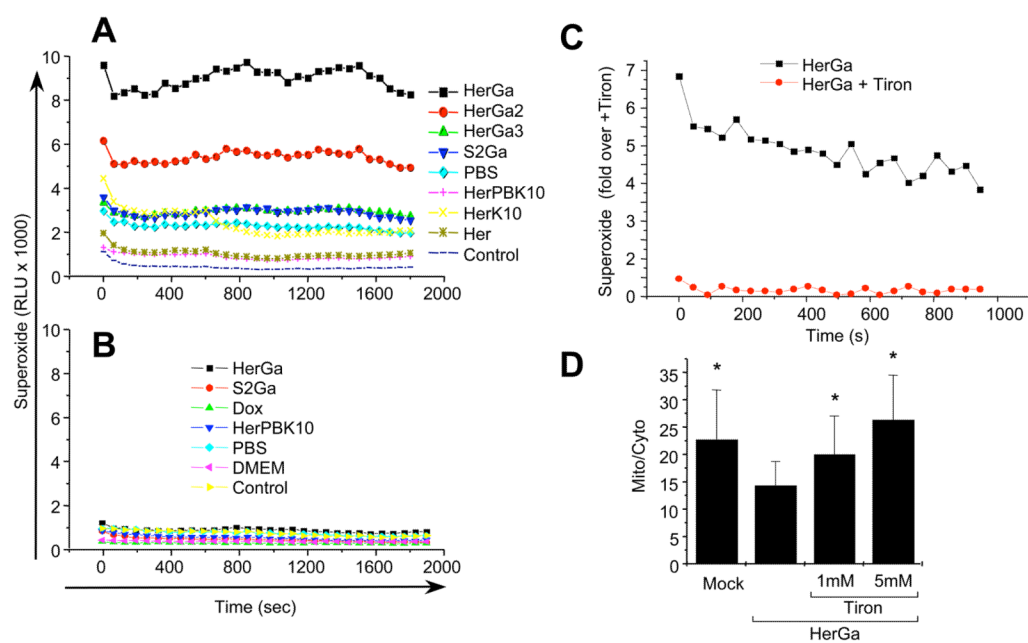 A
Superoxide (RLU x 1000)
10
8
6
4
2
0
0 400 800 1200 1600 2000
HerGa
HerGa2
HerGa3
S2Ga
PBS
HerPBK10
HerK10
Her
Control
B
10
8
6
4
2
0
HerGa
S2Ga
Dox
HerPBK10
PBS
DMEM
Control
0 400 800 1200 1600 2000
Time (sec)
C
HerGa
HerGa + Tiron
Superoxide (fold over +Tiron)
7
6
5
4
2
1
0
0 200 400 600 800 1000
Time (s)
D
Mito/Cyto
35
30
25
20
15
10
5
0
* * *
Mock 1mM 5mM
Tiron
HerGa